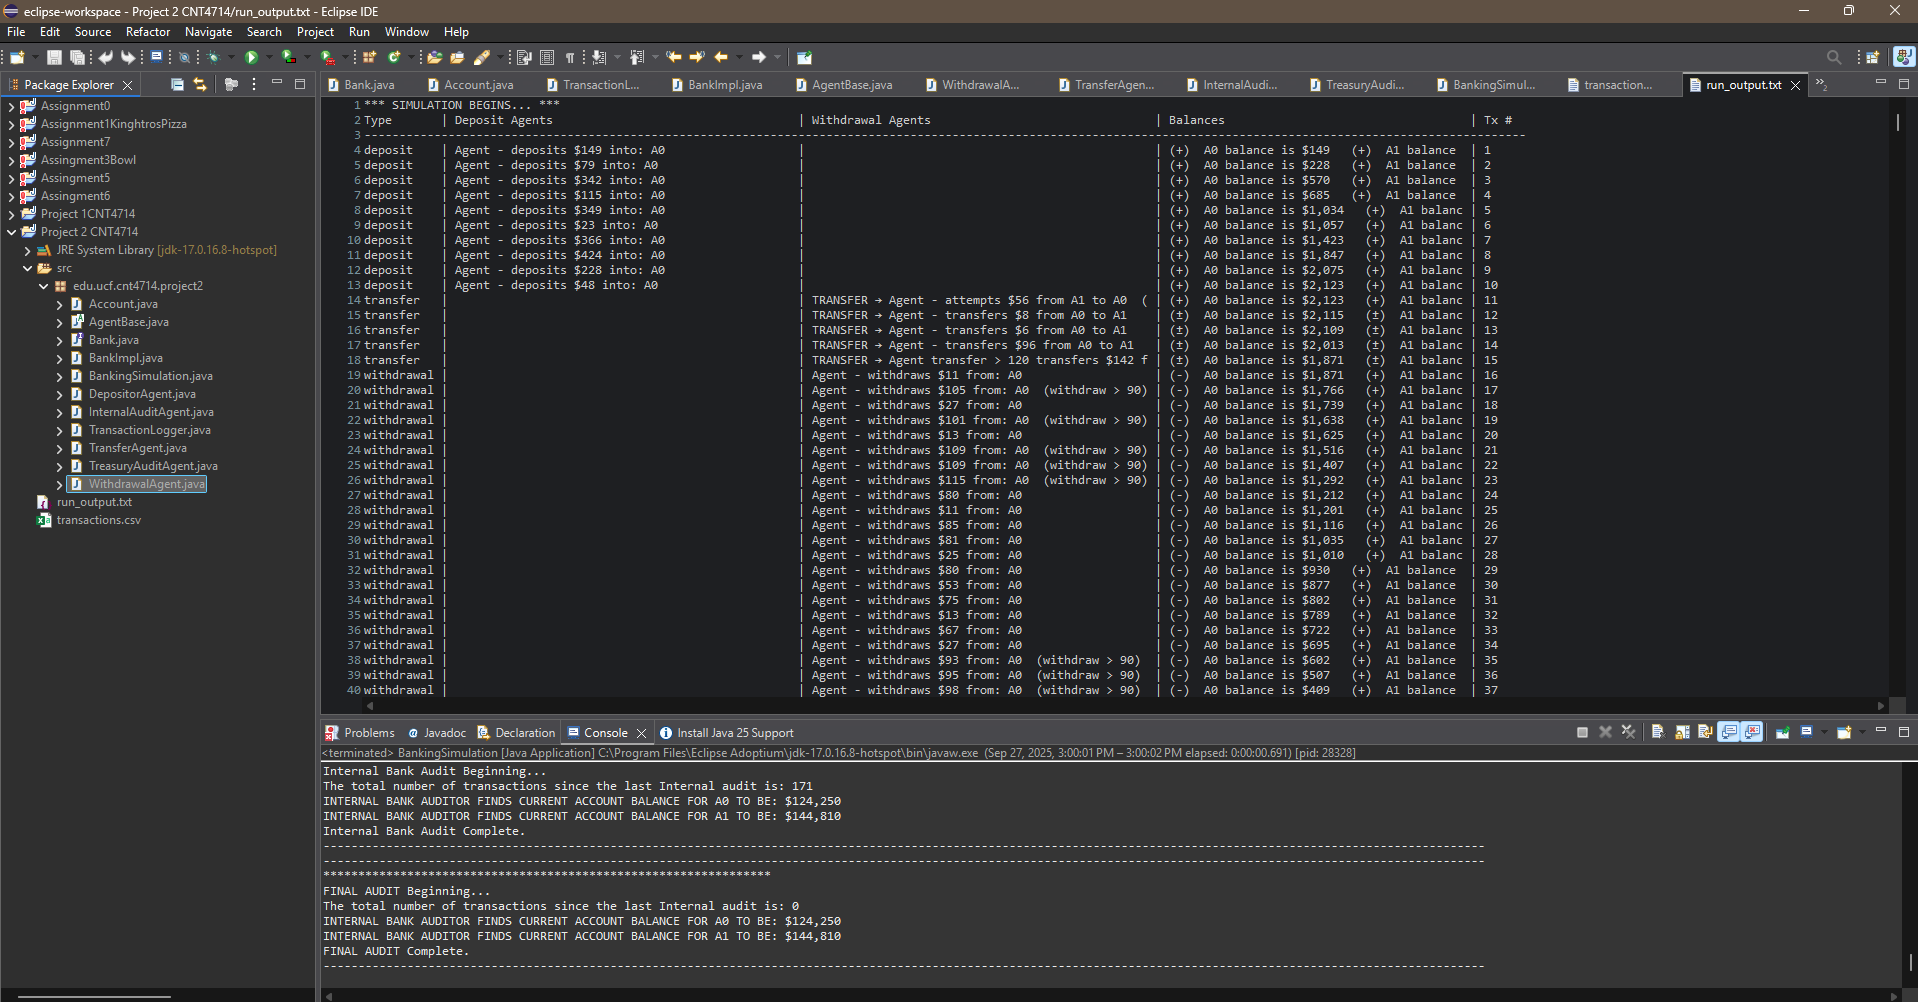 eclipse-workspace - Project 2 CNT4714/run_output.txt - Eclipse IDE
File Edit Source Refactor Navigate Search Project Run Window Help
Package Explorer
Assignment0
Assignment1KinghtrosPizza
Assignment7
Assingment3Bowl
Assingment5
Assingment6
Project 1CNT4714
Project 2 CNT4714
JRE System Library [jdk-17.0.16.8-hotspot]
src
edu.ucf.cnt4714.project2
Account.java
AgentBase.java
Bank.java
BankImpl.java
BankingSimulation.java
DepositorAgent.java
InternalAuditAgent.java
TransactionLogger.java
TransferAgent.java
TreasuryAuditAgent.java
WithdrawalAgent.java
run_output.txt
transactions.csv
Bank.java Account.java TransactionL... BankImpl.java AgentBase.java WithdrawalA... TransferAgen... InternalAudi... TreasuryAudi... BankingSimul... transaction... run_output.txt »2
1 *** SIMULATION BEGINS... ***
2 Type | Deposit Agents | Withdrawal Agents | Balances | Tx #
3 --------------------------------------------------------------------------------
4 deposit | Agent - deposits $149 into: A0 | | (+) A0 balance is $149 (+) A1 balance | 1
5 deposit | Agent - deposits $79 into: A0 | | (+) A0 balance is $228 (+) A1 balance | 2
6 deposit | Agent - deposits $342 into: A0 | | (+) A0 balance is $570 (+) A1 balance | 3
7 deposit | Agent - deposits $115 into: A0 | | (+) A0 balance is $685 (+) A1 balance | 4
8 deposit | Agent - deposits $349 into: A0 | | (+) A0 balance is $1,034 (+) A1 balanc | 5
9 deposit | Agent - deposits $23 into: A0 | | (+) A0 balance is $1,057 (+) A1 balanc | 6
10 deposit | Agent - deposits $366 into: A0 | | (+) A0 balance is $1,423 (+) A1 balanc | 7
11 deposit | Agent - deposits $424 into: A0 | | (+) A0 balance is $1,847 (+) A1 balanc | 8
12 deposit | Agent - deposits $228 into: A0 | | (+) A0 balance is $2,075 (+) A1 balanc | 9
13 deposit | Agent - deposits $48 into: A0 | | (+) A0 balance is $2,123 (+) A1 balanc | 10
14 transfer | | TRANSFER → Agent - attempts $56 from A1 to A0 ( | (+) A0 balance is $2,123 (+) A1 balanc | 11
15 transfer | | TRANSFER → Agent - transfers $8 from A0 to A1 | (±) A0 balance is $2,115 (±) A1 balanc | 12
16 transfer | | TRANSFER → Agent - transfers $6 from A0 to A1 | (±) A0 balance is $2,109 (±) A1 balanc | 13
17 transfer | | TRANSFER → Agent - transfers $96 from A0 to A1 | (±) A0 balance is $2,013 (±) A1 balanc | 14
18 transfer | | TRANSFER → Agent transfer > 120 transfers $142 f | (±) A0 balance is $1,871 (±) A1 balanc | 15
19 withdrawal | | Agent - withdraws $11 from: A0 | (-) A0 balance is $1,871 (+) A1 balanc | 16
20 withdrawal | | Agent - withdraws $105 from: A0 (withdraw > 90) | (-) A0 balance is $1,766 (+) A1 balanc | 17
21 withdrawal | | Agent - withdraws $27 from: A0 | (-) A0 balance is $1,739 (+) A1 balanc | 18
22 withdrawal | | Agent - withdraws $101 from: A0 (withdraw > 90) | (-) A0 balance is $1,638 (+) A1 balanc | 19
23 withdrawal | | Agent - withdraws $13 from: A0 | (-) A0 balance is $1,625 (+) A1 balanc | 20
24 withdrawal | | Agent - withdraws $109 from: A0 (withdraw > 90) | (-) A0 balance is $1,516 (+) A1 balanc | 21
25 withdrawal | | Agent - withdraws $109 from: A0 (withdraw > 90) | (-) A0 balance is $1,407 (+) A1 balanc | 22
26 withdrawal | | Agent - withdraws $115 from: A0 (withdraw > 90) | (-) A0 balance is $1,292 (+) A1 balanc | 23
27 withdrawal | | Agent - withdraws $80 from: A0 | (-) A0 balance is $1,212 (+) A1 balanc | 24
28 withdrawal | | Agent - withdraws $11 from: A0 | (-) A0 balance is $1,201 (+) A1 balanc | 25
29 withdrawal | | Agent - withdraws $85 from: A0 | (-) A0 balance is $1,116 (+) A1 balanc | 26
30 withdrawal | | Agent - withdraws $81 from: A0 | (-) A0 balance is $1,035 (+) A1 balanc | 27
31 withdrawal | | Agent - withdraws $25 from: A0 | (-) A0 balance is $1,010 (+) A1 balanc | 28
32 withdrawal | | Agent - withdraws $80 from: A0 | (-) A0 balance is $930 (+) A1 balance | 29
33 withdrawal | | Agent - withdraws $53 from: A0 | (-) A0 balance is $877 (+) A1 balance | 30
34 withdrawal | | Agent - withdraws $75 from: A0 | (-) A0 balance is $802 (+) A1 balance | 31
35 withdrawal | | Agent - withdraws $13 from: A0 | (-) A0 balance is $789 (+) A1 balance | 32
36 withdrawal | | Agent - withdraws $67 from: A0 | (-) A0 balance is $722 (+) A1 balance | 33
37 withdrawal | | Agent - withdraws $27 from: A0 | (-) A0 balance is $695 (+) A1 balance | 34
38 withdrawal | | Agent - withdraws $93 from: A0 (withdraw > 90) | (-) A0 balance is $602 (+) A1 balance | 35
39 withdrawal | | Agent - withdraws $95 from: A0 (withdraw > 90) | (-) A0 balance is $507 (+) A1 balance | 36
40 withdrawal | | Agent - withdraws $98 from: A0 (withdraw > 90) | (-) A0 balance is $409 (+) A1 balance | 37
Problems Javadoc Declaration Console Install Java 25 Support
<terminated> BankingSimulation [Java Application] C:\Program Files\Eclipse Adoptium\jdk-17.0.16.8-hotspot\bin\javaw.exe (Sep 27, 2025, 3:00:01 PM – 3:00:02 PM elapsed: 0:00:00.691) [pid: 28328]
Internal Bank Audit Beginning...
The total number of transactions since the last Internal audit is: 171
INTERNAL BANK AUDITOR FINDS CURRENT ACCOUNT BALANCE FOR A0 TO BE: $124,250
INTERNAL BANK AUDITOR FINDS CURRENT ACCOUNT BALANCE FOR A1 TO BE: $144,810
Internal Bank Audit Complete.
--------------------------------------------------------------------------------
--------------------------------------------------------------------------------
****************************************************************
FINAL AUDIT Beginning...
The total number of transactions since the last Internal audit is: 0
INTERNAL BANK AUDITOR FINDS CURRENT ACCOUNT BALANCE FOR A0 TO BE: $124,250
INTERNAL BANK AUDITOR FINDS CURRENT ACCOUNT BALANCE FOR A1 TO BE: $144,810
FINAL AUDIT Complete.
--------------------------------------------------------------------------------